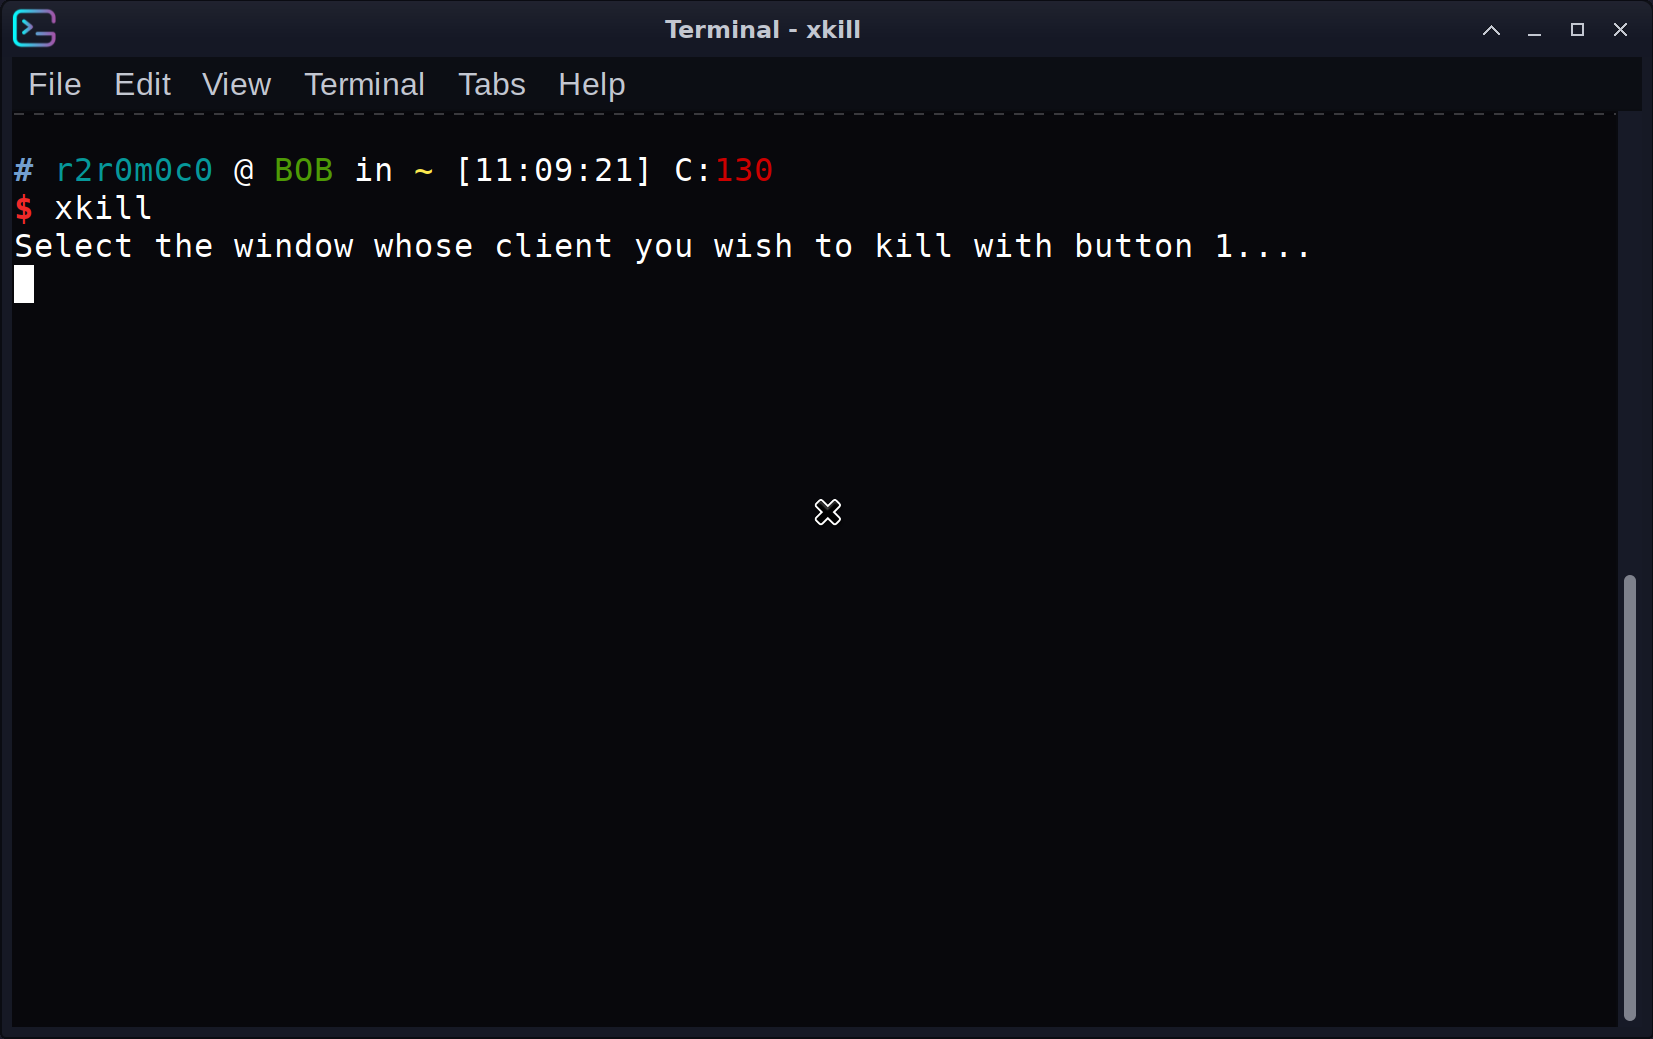 Terminal - xkill
File Edit View Terminal Tabs Help
# r2r0m0c0 @ BOB in ~ [11:09:21] C:130
$ xkill
Select the window whose client you wish to kill with button 1....